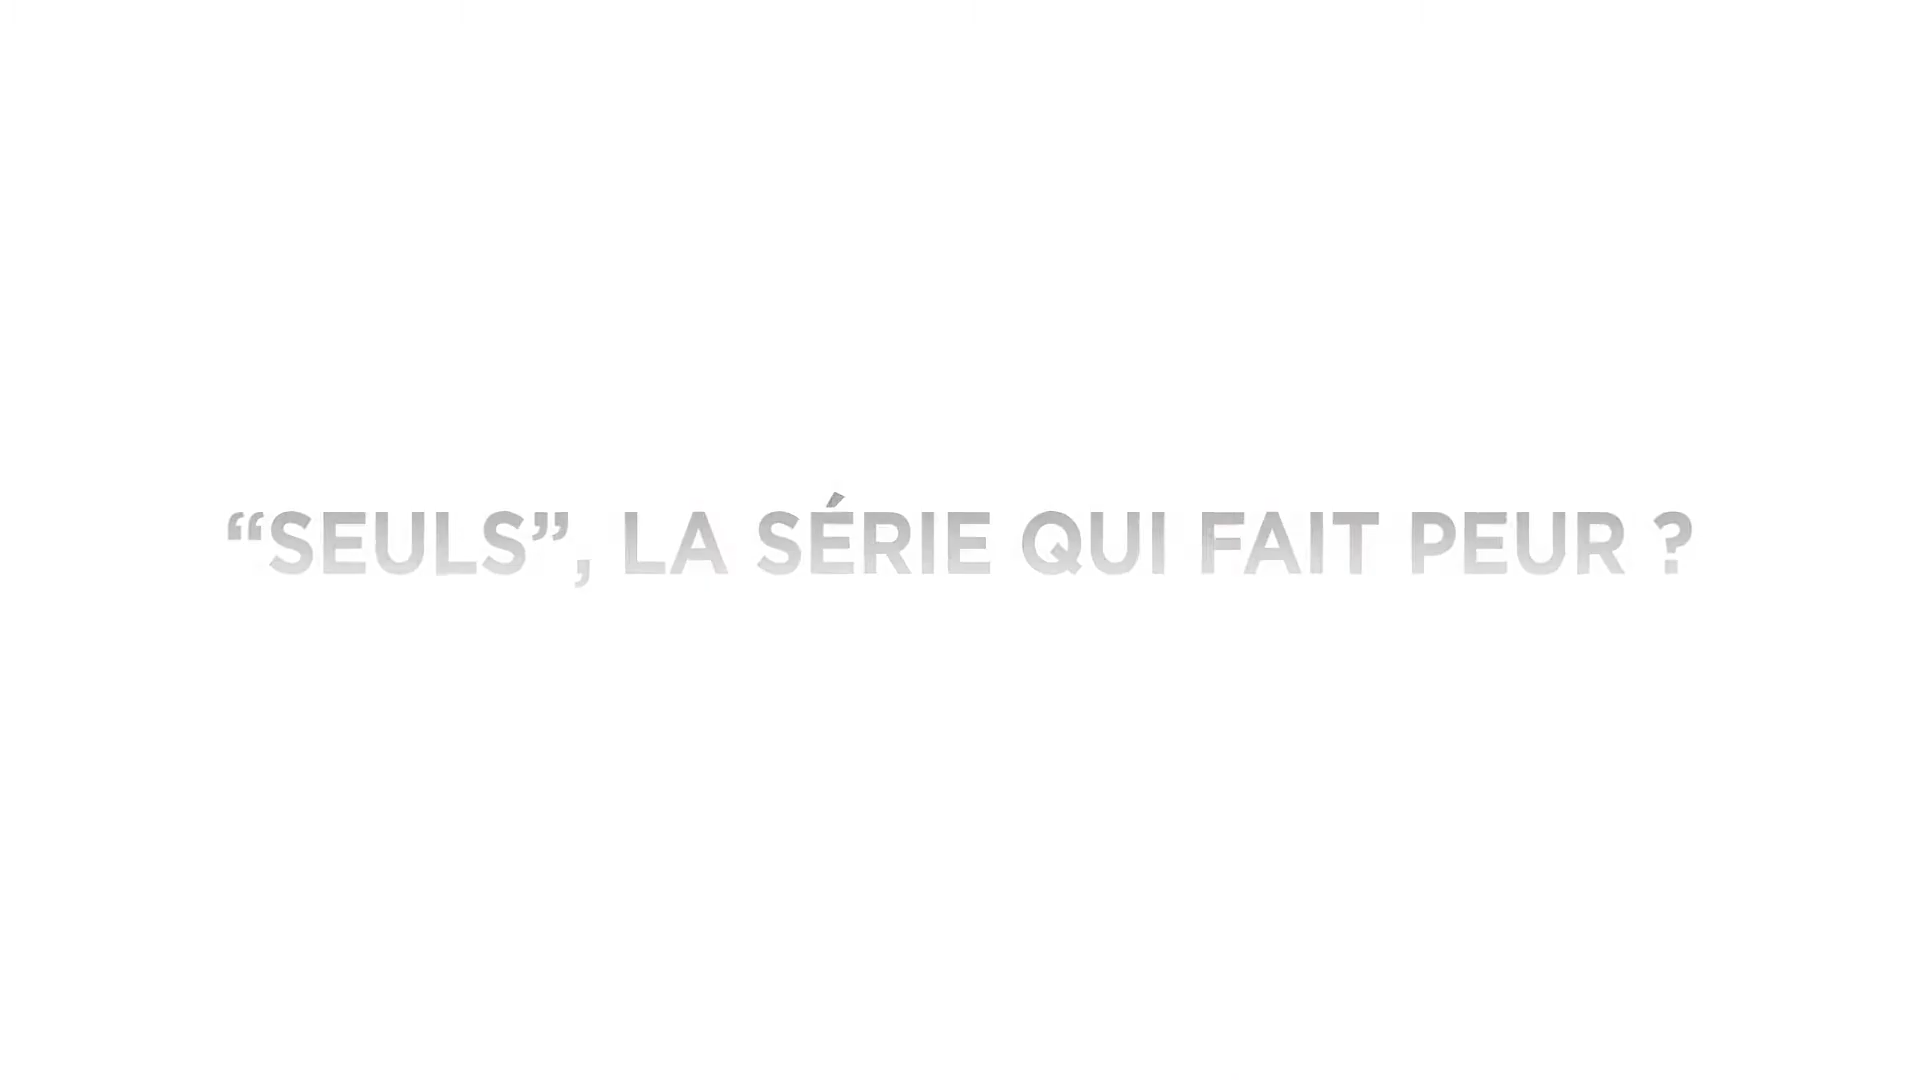 “SEULS”, LA SÉRIE QUI FAIT PEUR ?